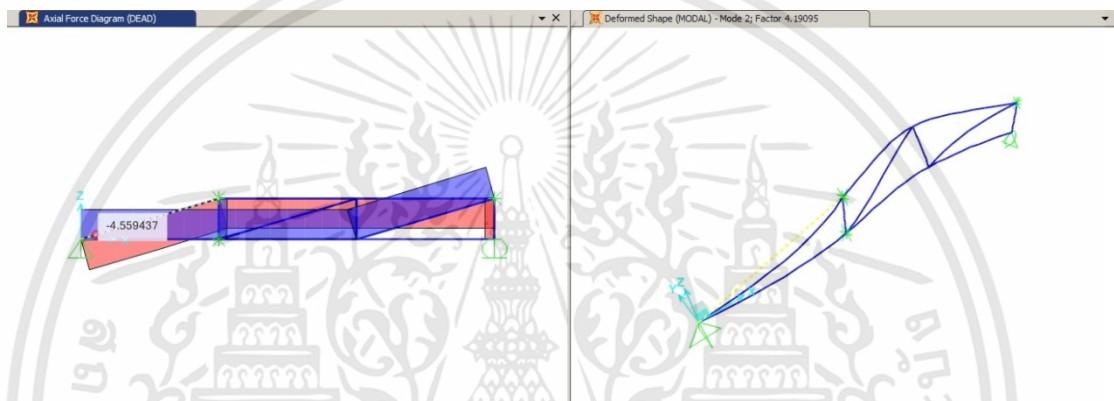 Axial Force Diagram (DEAD)
Deformed Shape (MODAL) - Mode 2; Factor 4.19095
Z
-4.559437
Z
Y